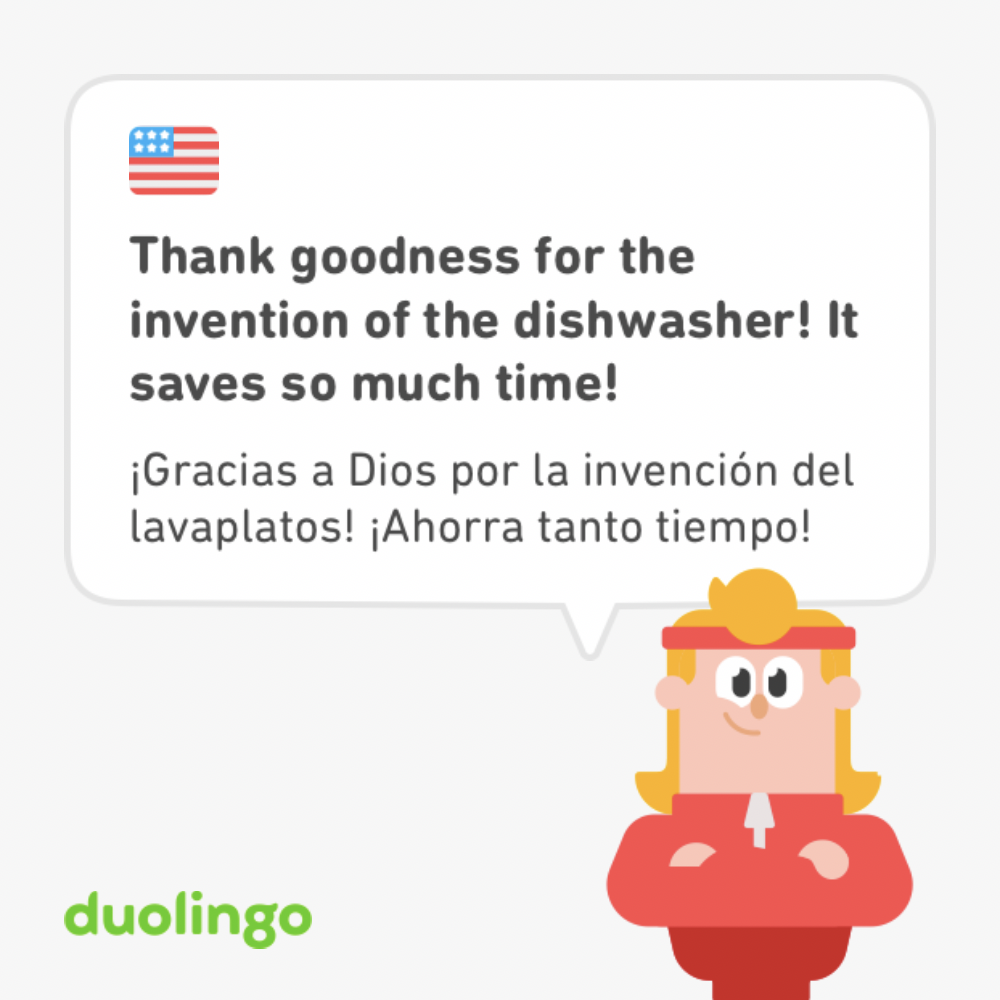 Thank goodness for the
invention of the dishwasher! It
saves so much time!
¡Gracias a Dios por la invención del
lavaplatos! ¡Ahorra tanto tiempo!
duolingo